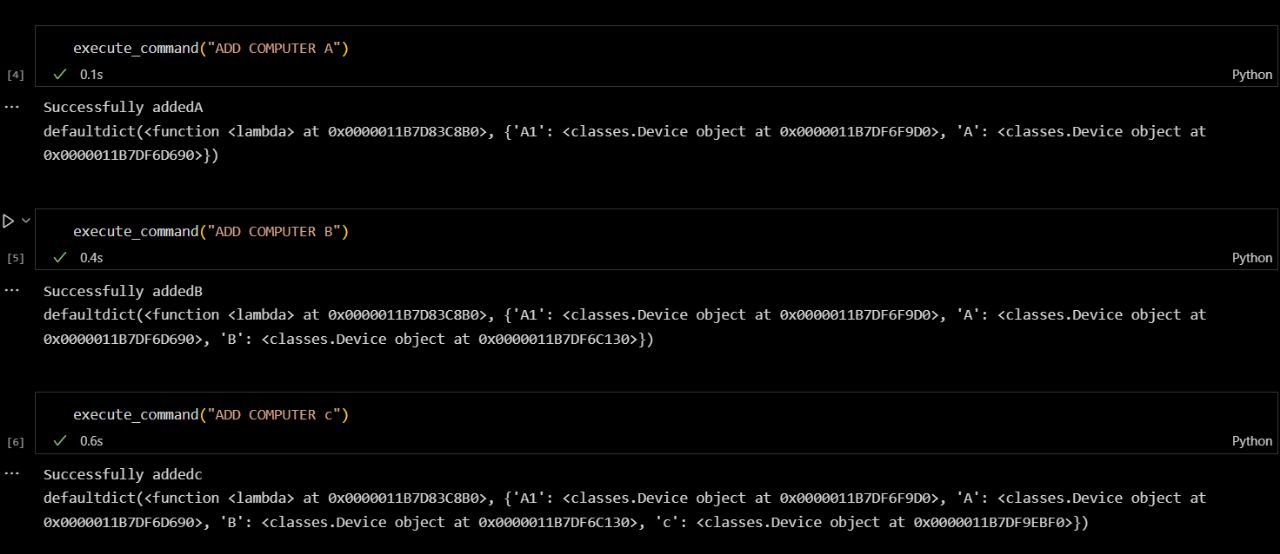 execute_command("ADD COMPUTER A")
[4]
0.1s
Python
Successfully addedA
defaultdict(<function <lambda> at 0x0000011B7D83C8B0>, {'A1': <classes.Device object at 0x0000011B7DF6F9D0>, 'A': <classes.Device object at
0x0000011B7DF6D690>})
execute_command("ADD COMPUTER B")
[5]
0.4s
Python
Successfully addedB
defaultdict(<function <lambda> at 0x0000011B7D83C8B0>, {'A1': <classes.Device object at 0x0000011B7DF6F9D0>, 'A': <classes.Device object at
0x0000011B7DF6D690>, 'B': <classes.Device object at 0x0000011B7DF6C130>})
execute_command("ADD COMPUTER c")
[6]
0.6s
Python
Successfully addedc
defaultdict(<function <lambda> at 0x0000011B7D83C8B0>, {'A1': <classes.Device object at 0x0000011B7DF6F9D0>, 'A': <classes.Device object at
0x0000011B7DF6D690>, 'B': <classes.Device object at 0x0000011B7DF6C130>, 'c': <classes.Device object at 0x0000011B7DF9EBF0>})